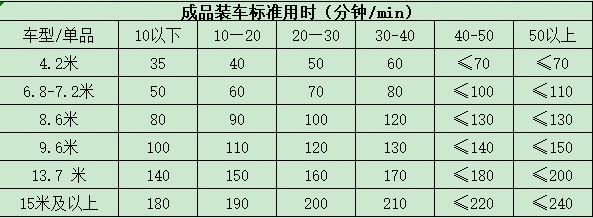 成品装车标准用时（分钟/min）
车型/单品 10以下 10—20 20—30 30-40 40-50 50以上
4.2米 35 40 50 60 ≤70 ≤70
6.8-7.2米 50 60 70 80 ≤100 ≤110
8.6米 80 90 100 120 ≤130 ≤130
9.6米 100 110 120 130 ≤140 ≤150
13.7 米 140 150 160 170 ≤180 ≤200
15米及以上 180 190 200 210 ≤220 ≤240